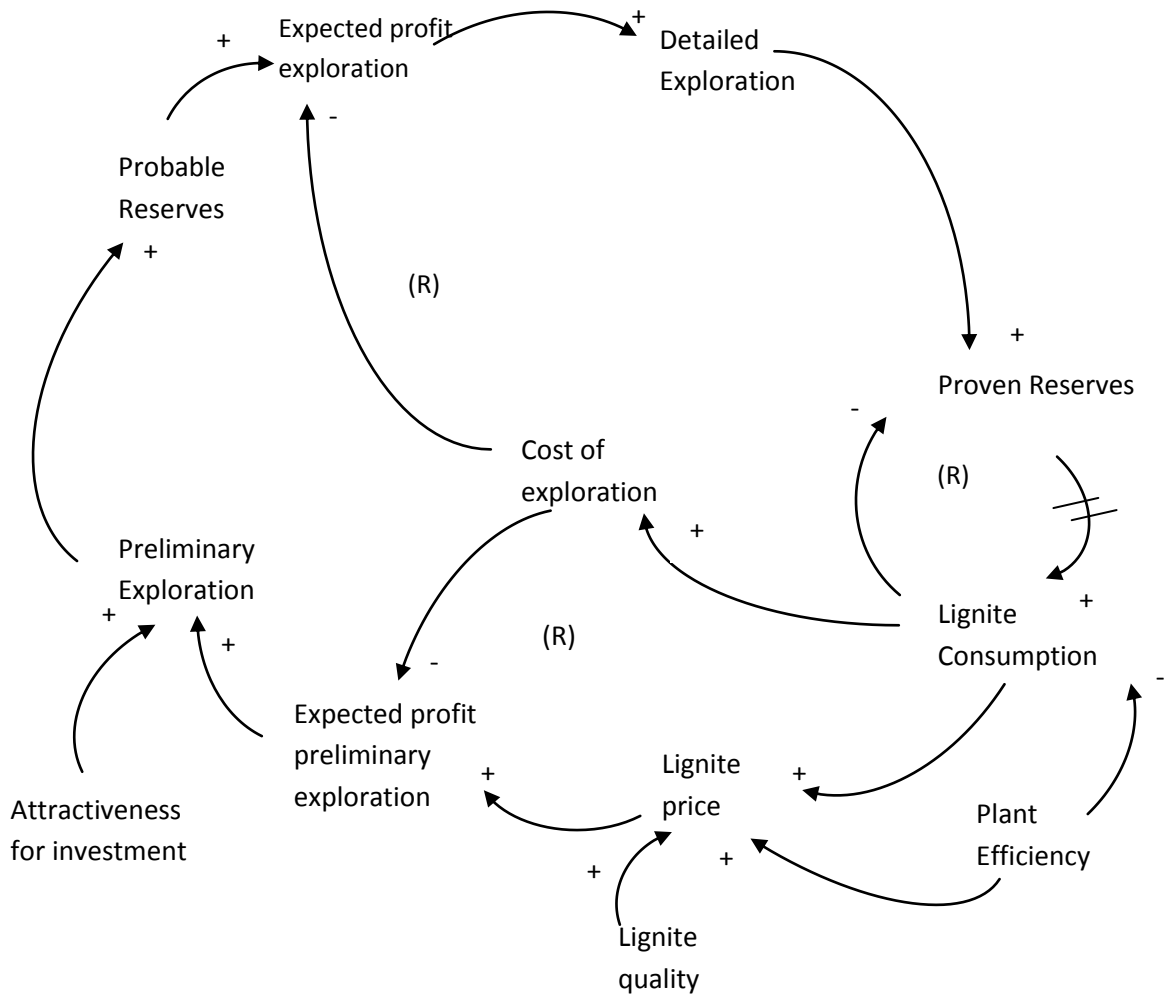 Expected profit
exploration
+
+
Detailed
Exploration
-
Probable
Reserves
+
(R)
+
Proven Reserves
-
(R)
Cost of
exploration
+
Preliminary
Exploration
+
+
Lignite
Consumption
+
+
(R)
-
-
Expected profit
preliminary
exploration
+
Lignite
price
+
Attractiveness
for investment
Plant
Efficiency
+
+
Lignite
quality